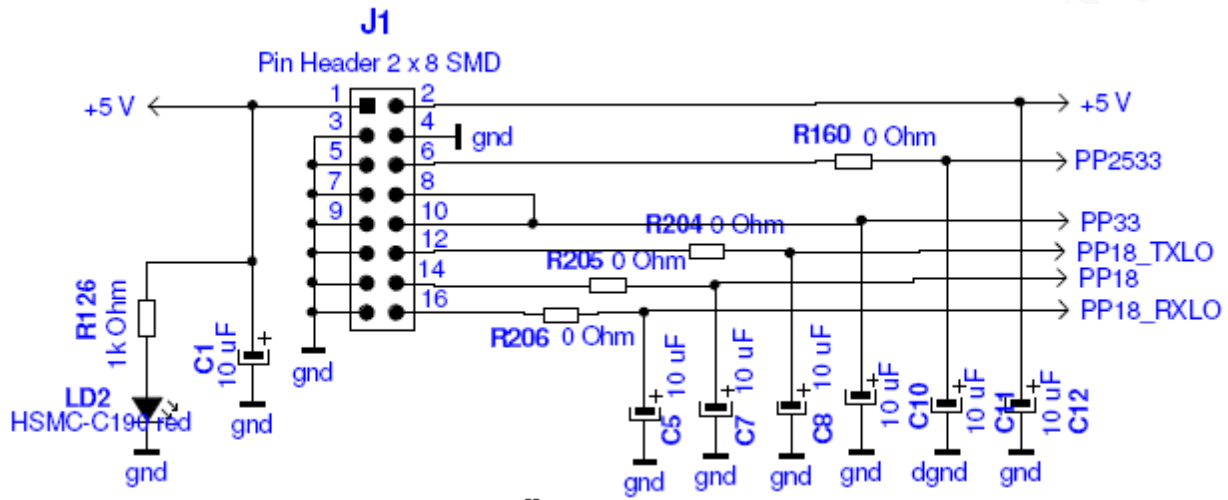 J1
Pin Header 2 x 8 SMD
+5 V
1
2
+5 V
3
4
gnd
R160 0 Ohm
5
6
PP2533
7
8
9
10
PP33
R204 0 Ohm
12
PP18_TXLO
R205 0 Ohm
14
PP18
16
PP18_RXLO
R206 0 Ohm
R126
1k Ohm
C1
10 uF
+
gnd
LD2
HSMC-C190 red
gnd
gnd
+
10 uF
C5
gnd
+
10 uF
C7
gnd
+
10 uF
C8
gnd
+
10 uF
C10
gnd
+
10 uF
C11
dgnd
+
10 uF
C12
gnd